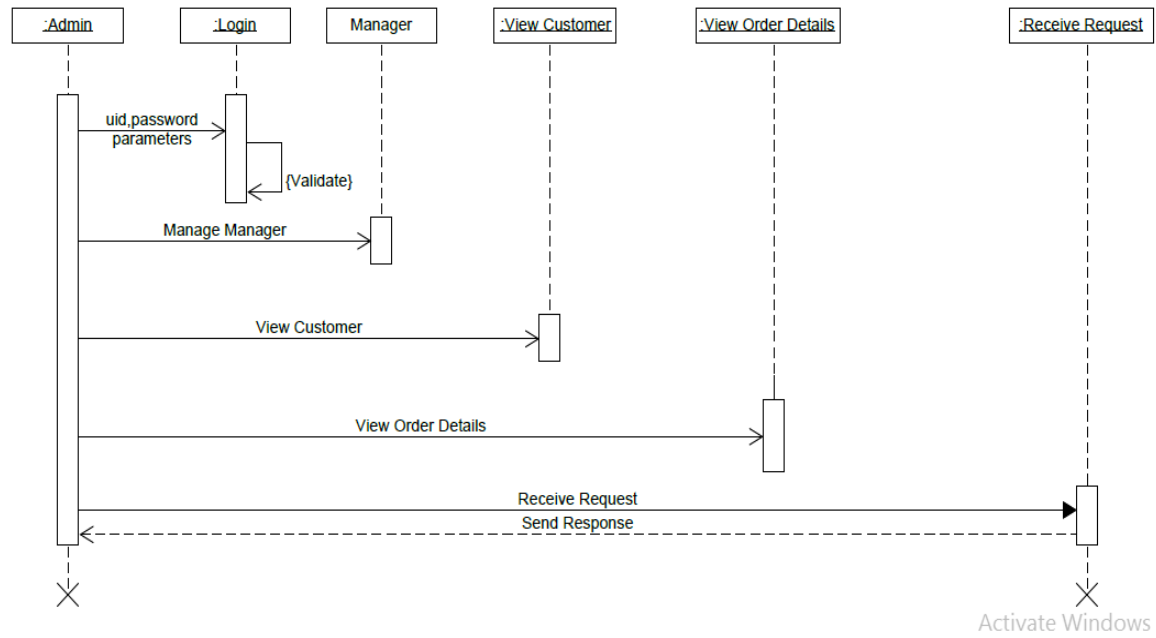 :Admin
:Login
Manager
:View Customer
:View Order Details
:Receive Request
uid,password
parameters
{Validate}
Manage Manager
View Customer
View Order Details
Receive Request
Send Response
Activate Windows